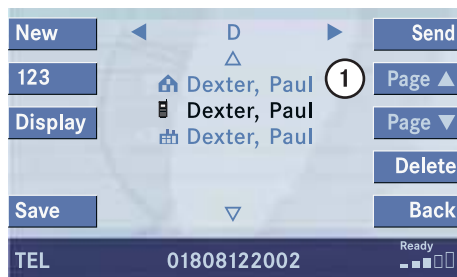 New
D
Send
123
Dexter, Paul
1
Page ▲
Dexter, Paul
Display
Dexter, Paul
Page ▼
Delete
Save
Back
TEL
01808122002
Ready